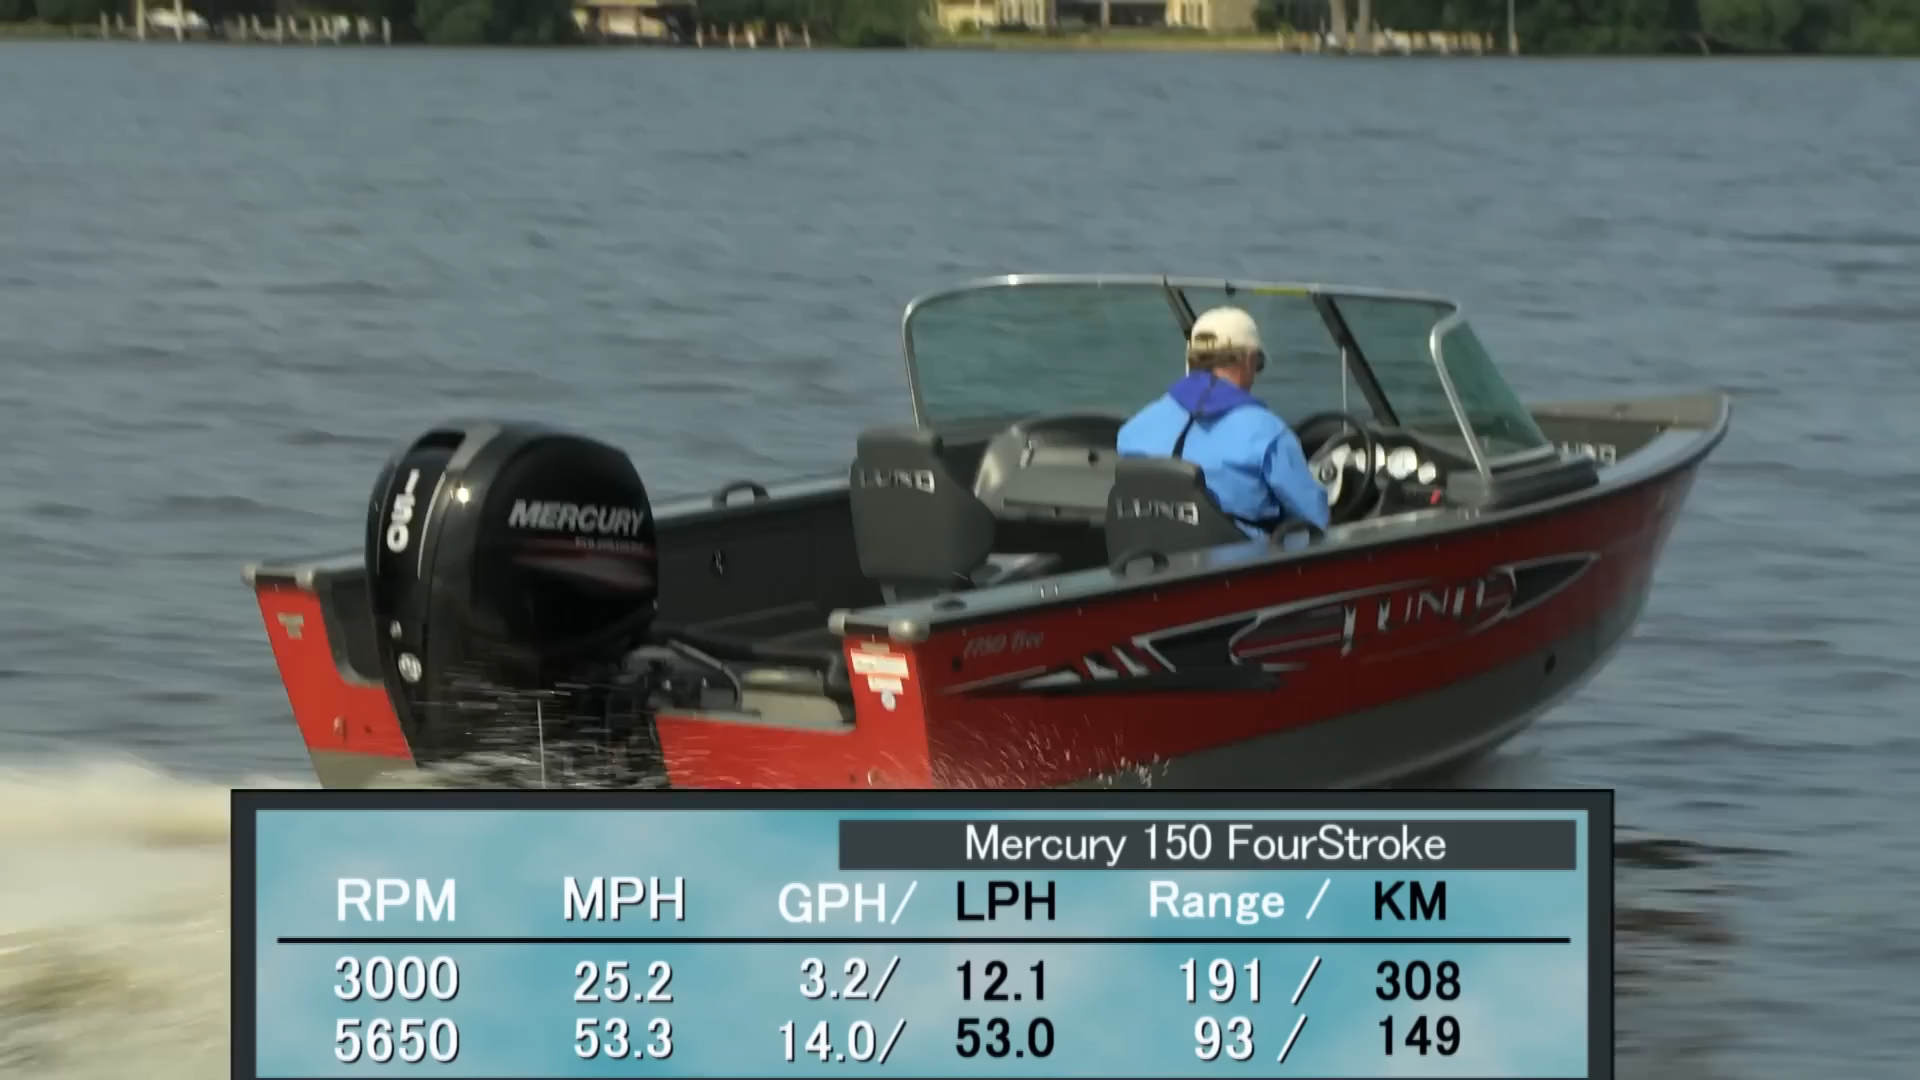 150
MERCURY
LUND
LUND
LUND
Mercury 150 FourStroke
RPM MPH GPH/ LPH Range / KM
3000 25.2 3.2/ 12.1 191 / 308
5650 53.3 14.0/ 53.0 93 / 149